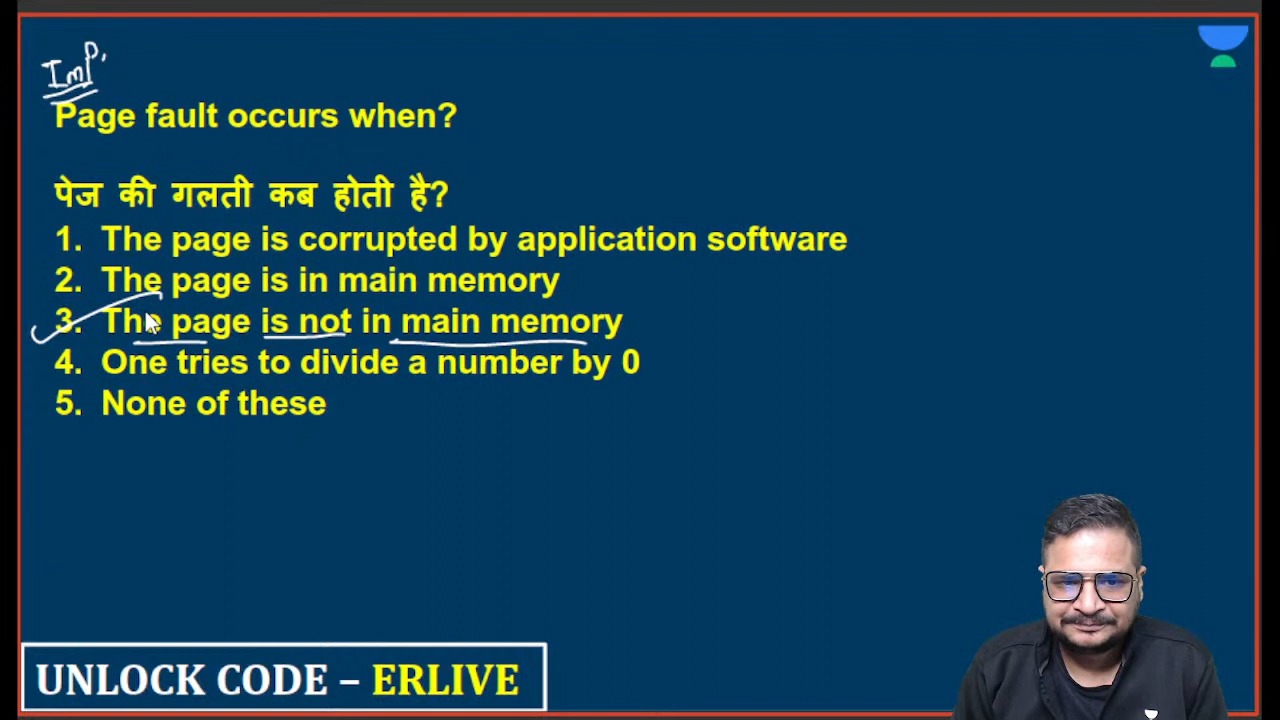 Imp.
Page fault occurs when?
पेज की गलती कब होती है?
1. The page is corrupted by application software
2. The page is in main memory
3. The page is not in main memory
4. One tries to divide a number by 0
5. None of these
UNLOCK CODE – ERLIVE